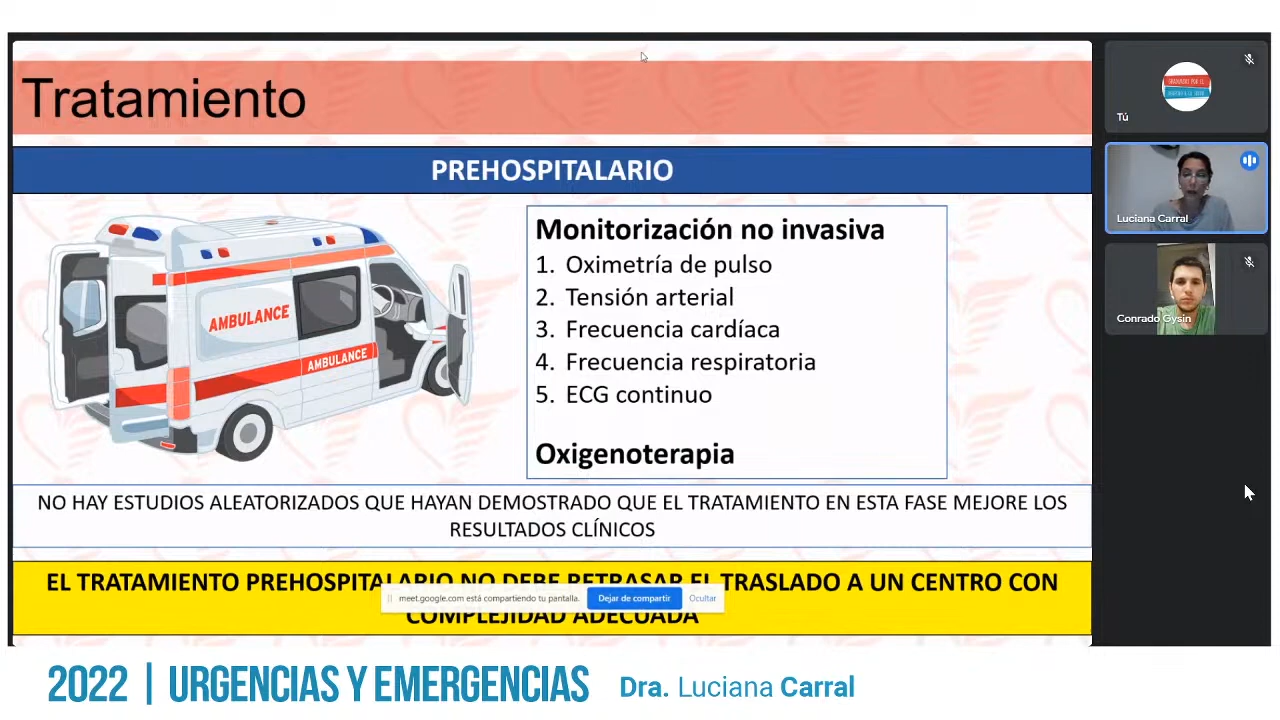 Tratamiento
PREHOSPITALARIO
AMBULANCE
AMBULANCE
Monitorización no invasiva
1. Oximetría de pulso
2. Tensión arterial
3. Frecuencia cardíaca
4. Frecuencia respiratoria
5. ECG continuo
Oxigenoterapia
NO HAY ESTUDIOS ALEATORIZADOS QUE HAYAN DEMOSTRADO QUE EL TRATAMIENTO EN ESTA FASE MEJORE LOS
RESULTADOS CLÍNICOS
EL TRATAMIENTO PREHOSPITALARIO NO DEBE RETRASAR EL TRASLADO A UN CENTRO CON
COMPLEJIDAD ADECUADA
meet.google.com está compartiendo tu pantalla.
Dejar de compartir
Ocultar
Tú
Luciana Carral
Conrado Gysin
2022 | URGENCIAS Y EMERGENCIAS
Dra. Luciana Carral